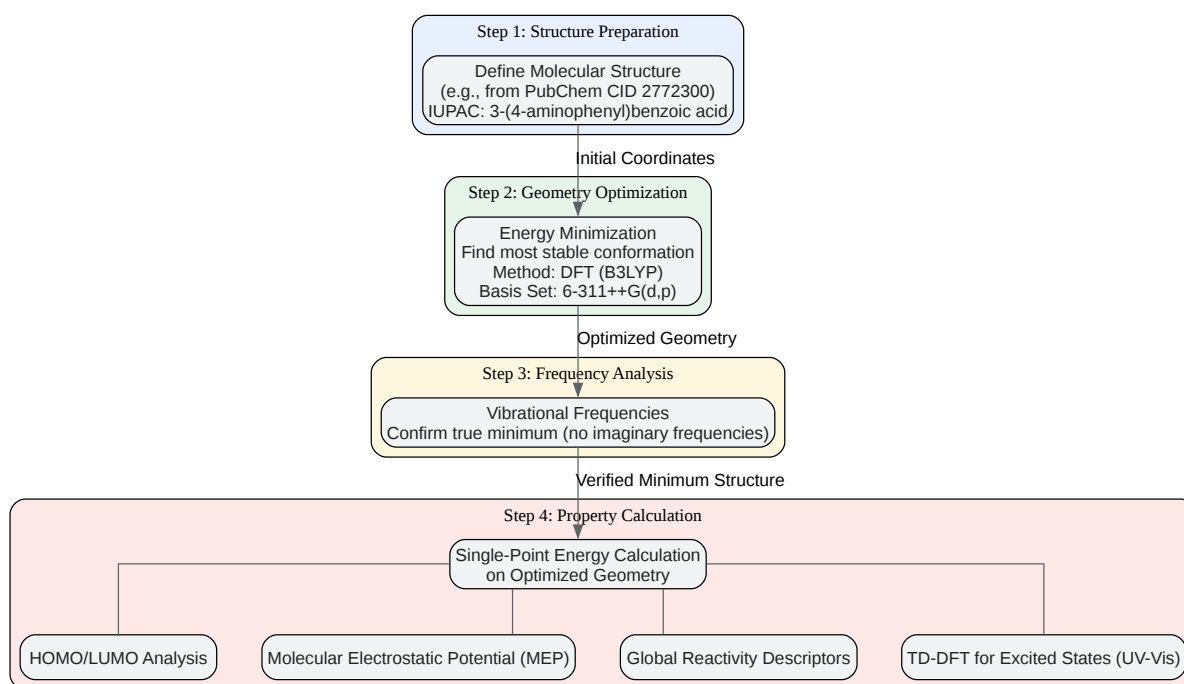 Step 1: Structure Preparation
Define Molecular Structure
(e.g., from PubChem CID 2772300)
IUPAC: 3-(4-aminophenyl)benzoic acid
Initial Coordinates
Step 2: Geometry Optimization
Energy Minimization
Find most stable conformation
Method: DFT (B3LYP)
Basis Set: 6-311++G(d,p)
Optimized Geometry
Step 3: Frequency Analysis
Vibrational Frequencies
Confirm true minimum (no imaginary frequencies)
Verified Minimum Structure
Step 4: Property Calculation
Single-Point Energy Calculation
on Optimized Geometry
HOMO/LUMO Analysis
Molecular Electrostatic Potential (MEP)
Global Reactivity Descriptors
TD-DFT for Excited States (UV-Vis)